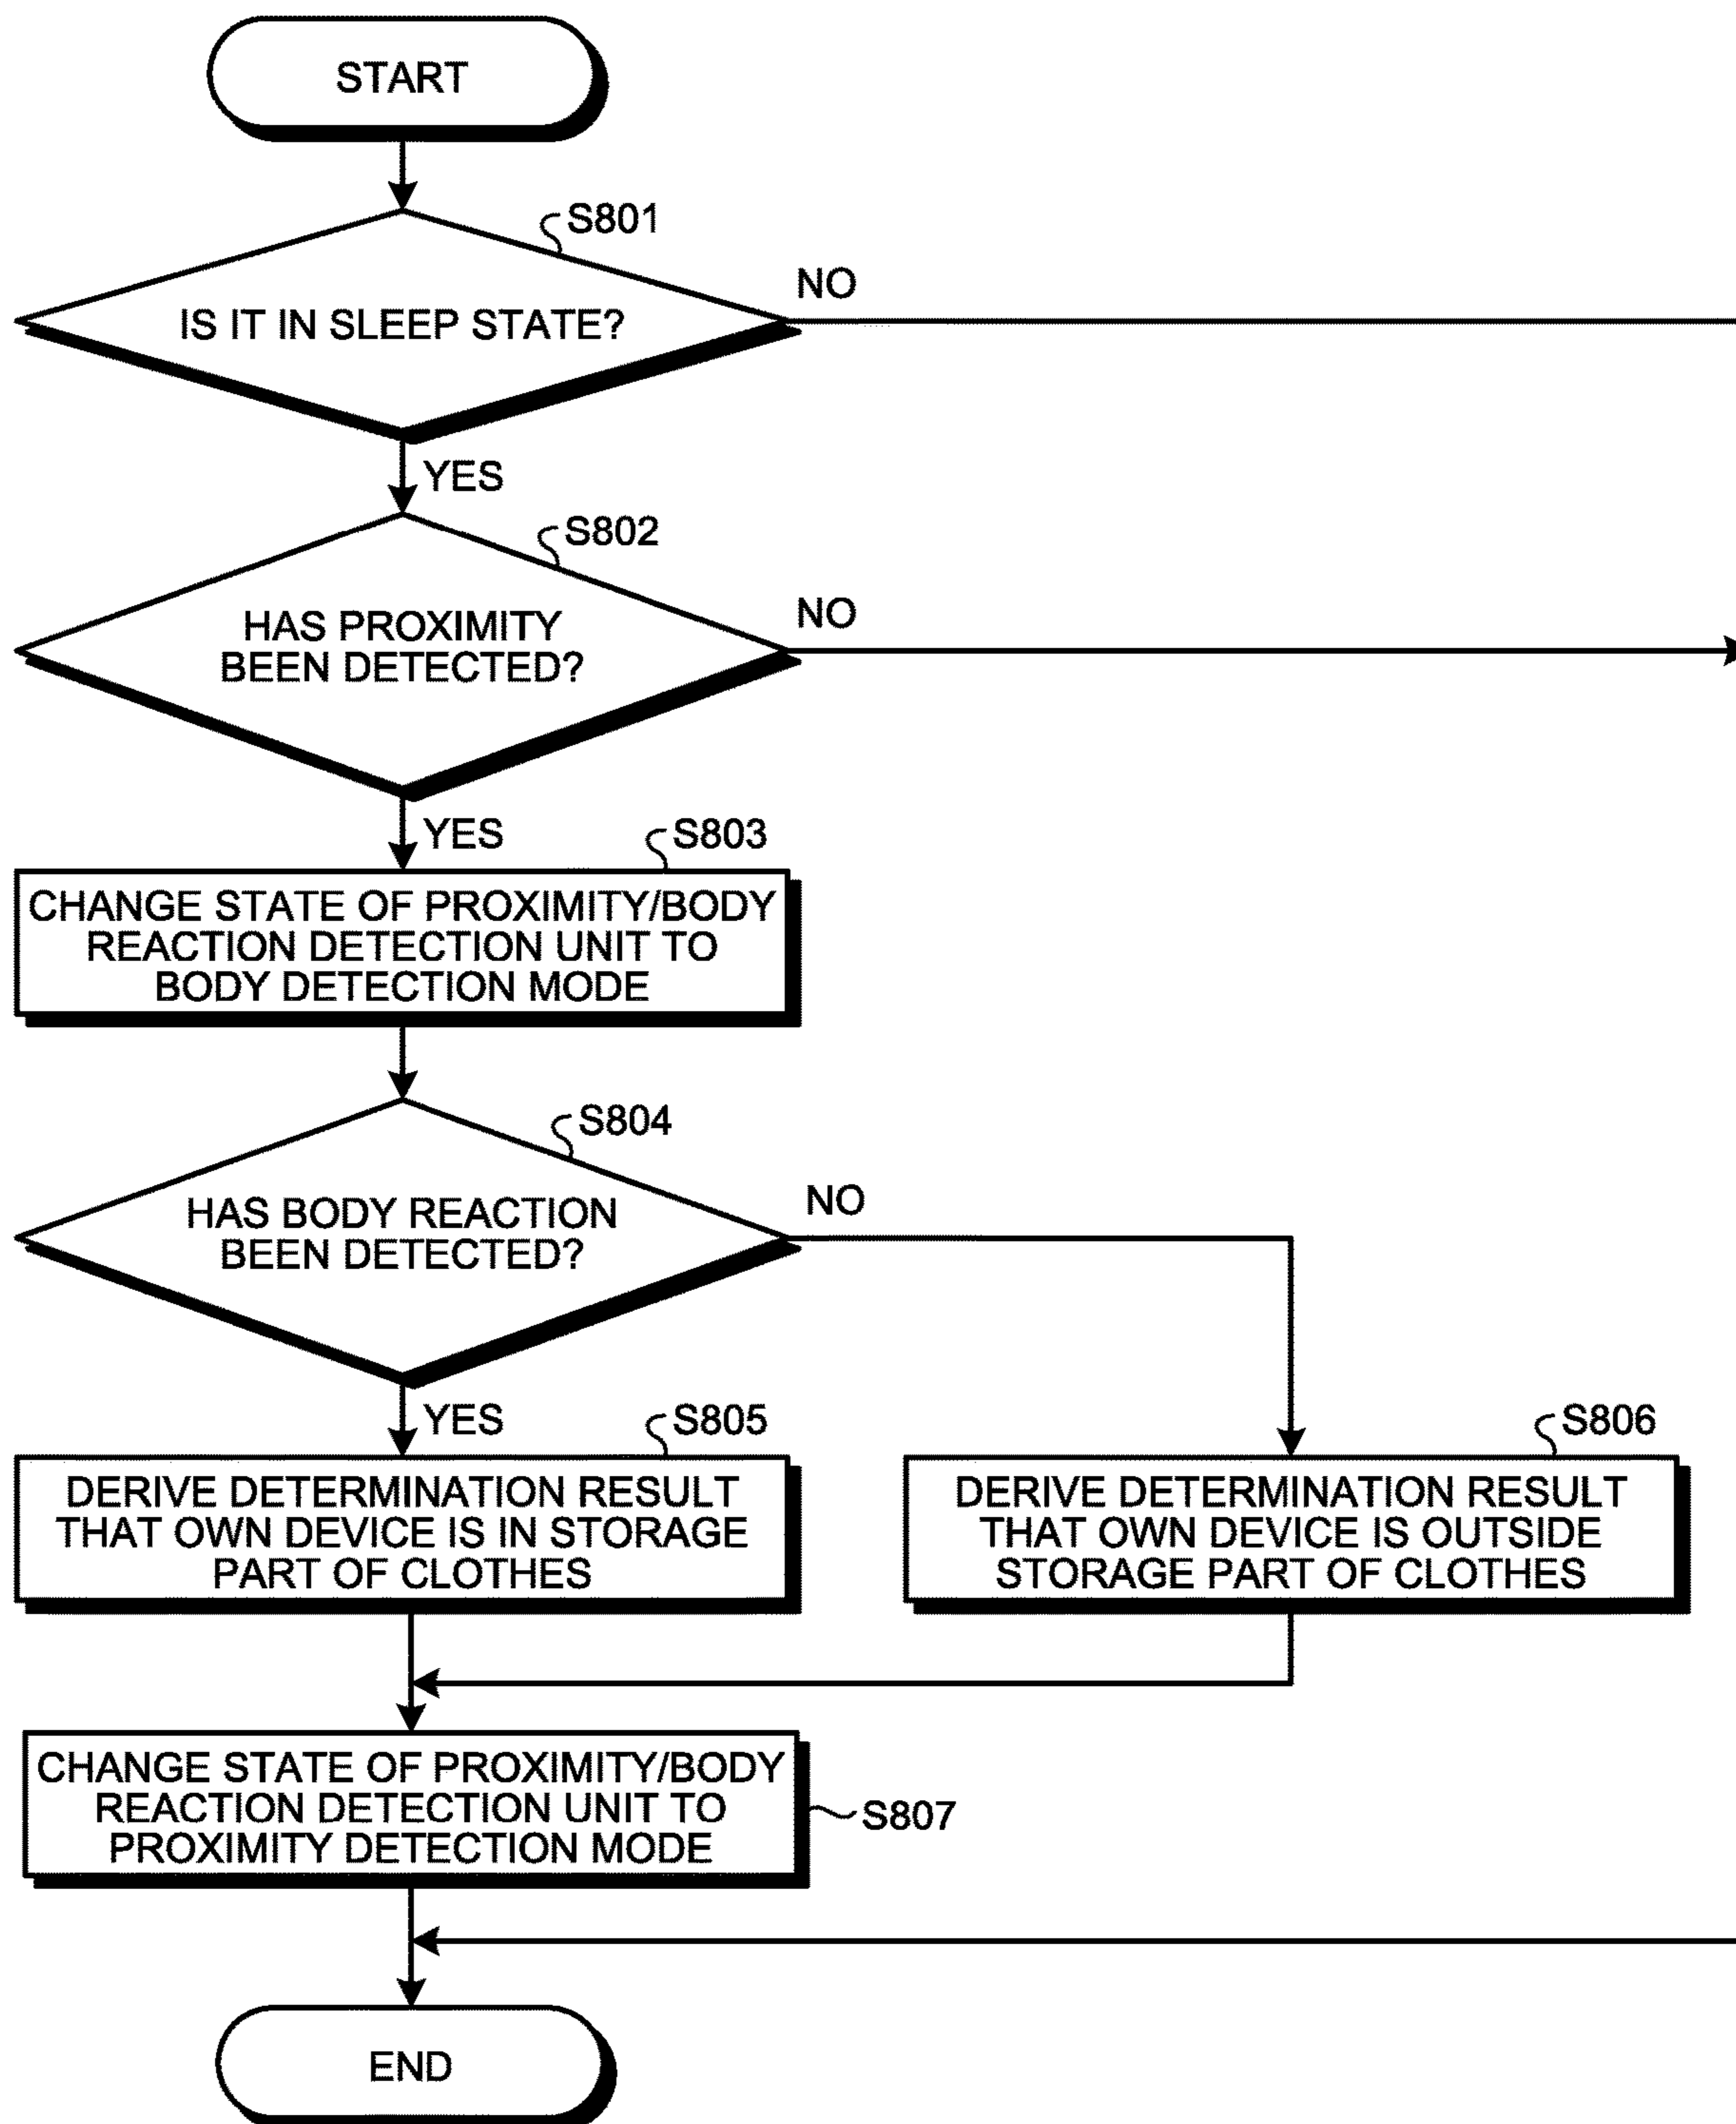 START
S801
NO
IS IT IN SLEEP STATE?
YES
S802
NO
HAS PROXIMITY
BEEN DETECTED?
YES
S803
CHANGE STATE OF PROXIMITY/BODY
REACTION DETECTION UNIT TO
BODY DETECTION MODE
S804
NO
HAS BODY REACTION
BEEN DETECTED?
YES
S805
DERIVE DETERMINATION RESULT
THAT OWN DEVICE IS IN STORAGE
PART OF CLOTHES
S806
DERIVE DETERMINATION RESULT
THAT OWN DEVICE IS OUTSIDE
STORAGE PART OF CLOTHES
CHANGE STATE OF PROXIMITY/BODY
REACTION DETECTION UNIT TO
PROXIMITY DETECTION MODE
S807
END